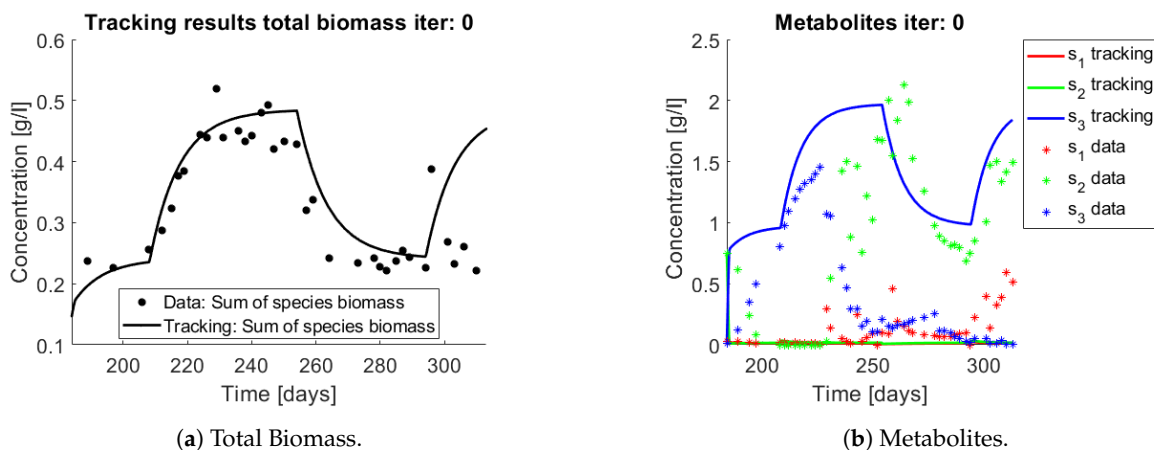 Tracking results total biomass iter: 0
0.6
0.5
0.4
0.3
0.2
0.1
Concentration [g/l]
Data: Sum of species biomass
Tracking: Sum of species biomass
200 220 240 260 280 300
Time [days]
(a) Total Biomass.
Metabolites iter: 0
2.5
2
1.5
1
0.5
0
Concentration [g/l]
s1 tracking
s2 tracking
s3 tracking
s1 data
s2 data
s3 data
200 250 300
Time [days]
(b) Metabolites.